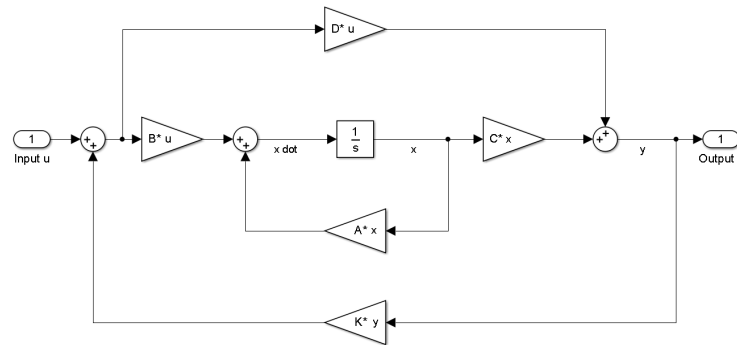 D* u
1
Input u
+
+
B* u
+
+
x dot
1
s
x
C* x
+
+
y
1
Output
A* x
K* y